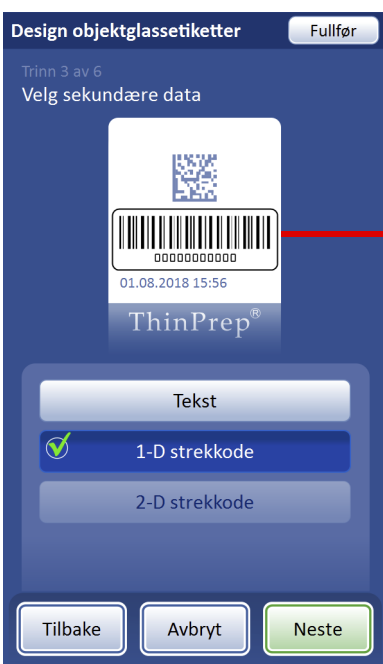 Design objektglassetiketter
Fullfør
Trinn 3 av 6
Velg sekundære data
00000000000
01.08.2018 15:56
ThinPrep®
Tekst
1-D strekkode
2-D strekkode
Tilbake
Avbryt
Neste